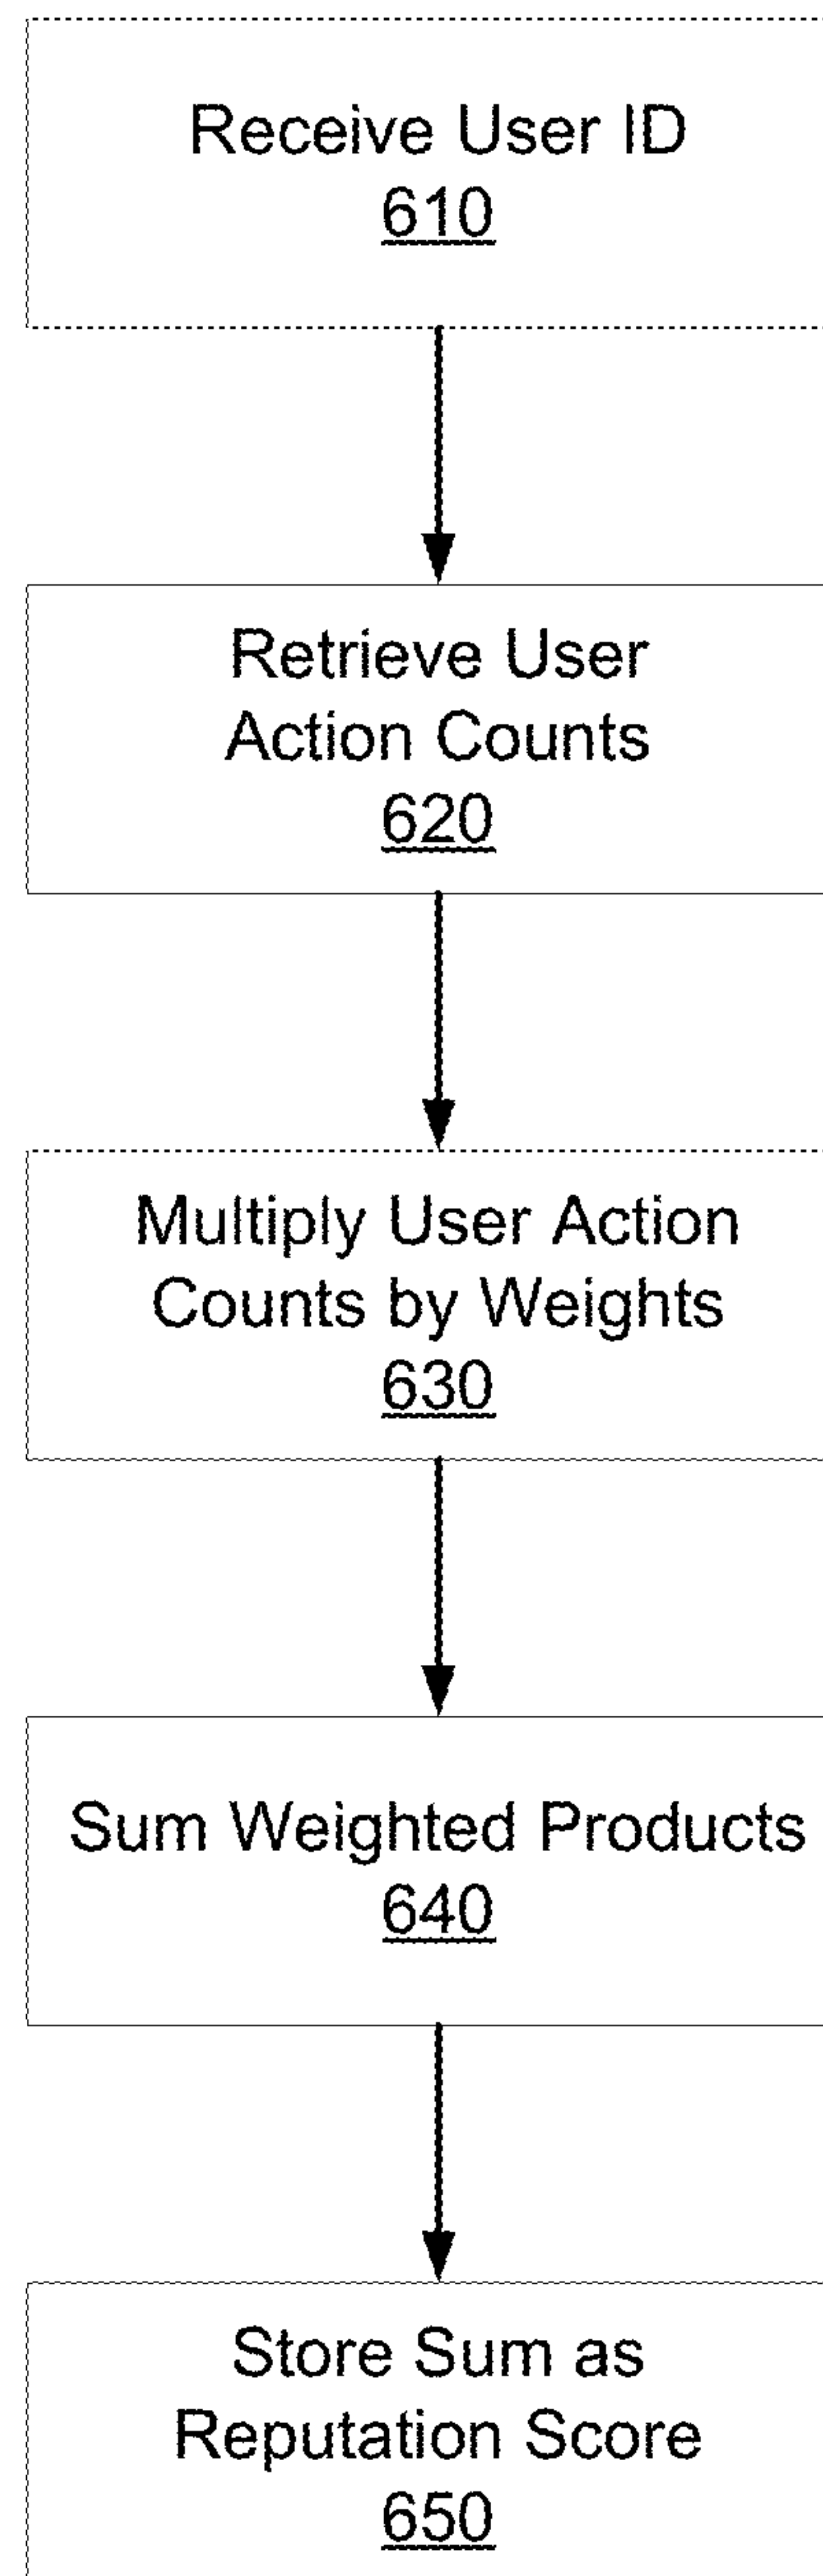 Receive User ID
610
Retrieve User
Action Counts
620
Multiply User Action
Counts by Weights
630
Sum Weighted Products
640
Store Sum as
Reputation Score
650